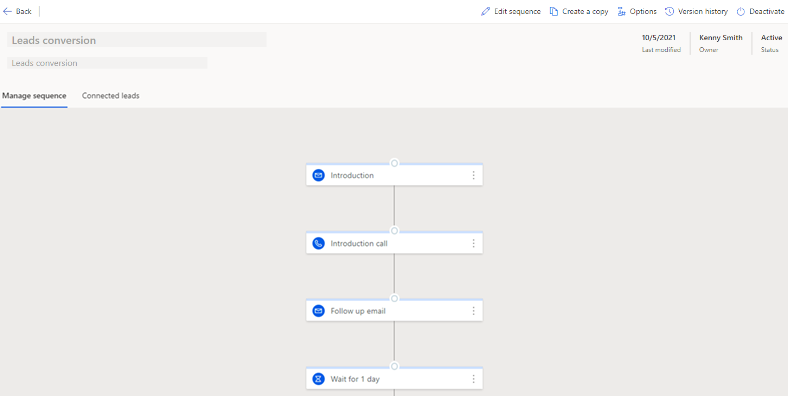 Back Edit sequence Create a copy Options Version history Deactivate
Leads conversion
Leads conversion
10/5/2021 Kenny Smith Active
Last modified Owner Status
Manage sequence Connected leads
Introduction
Introduction call
Follow up email
Wait for 1 day